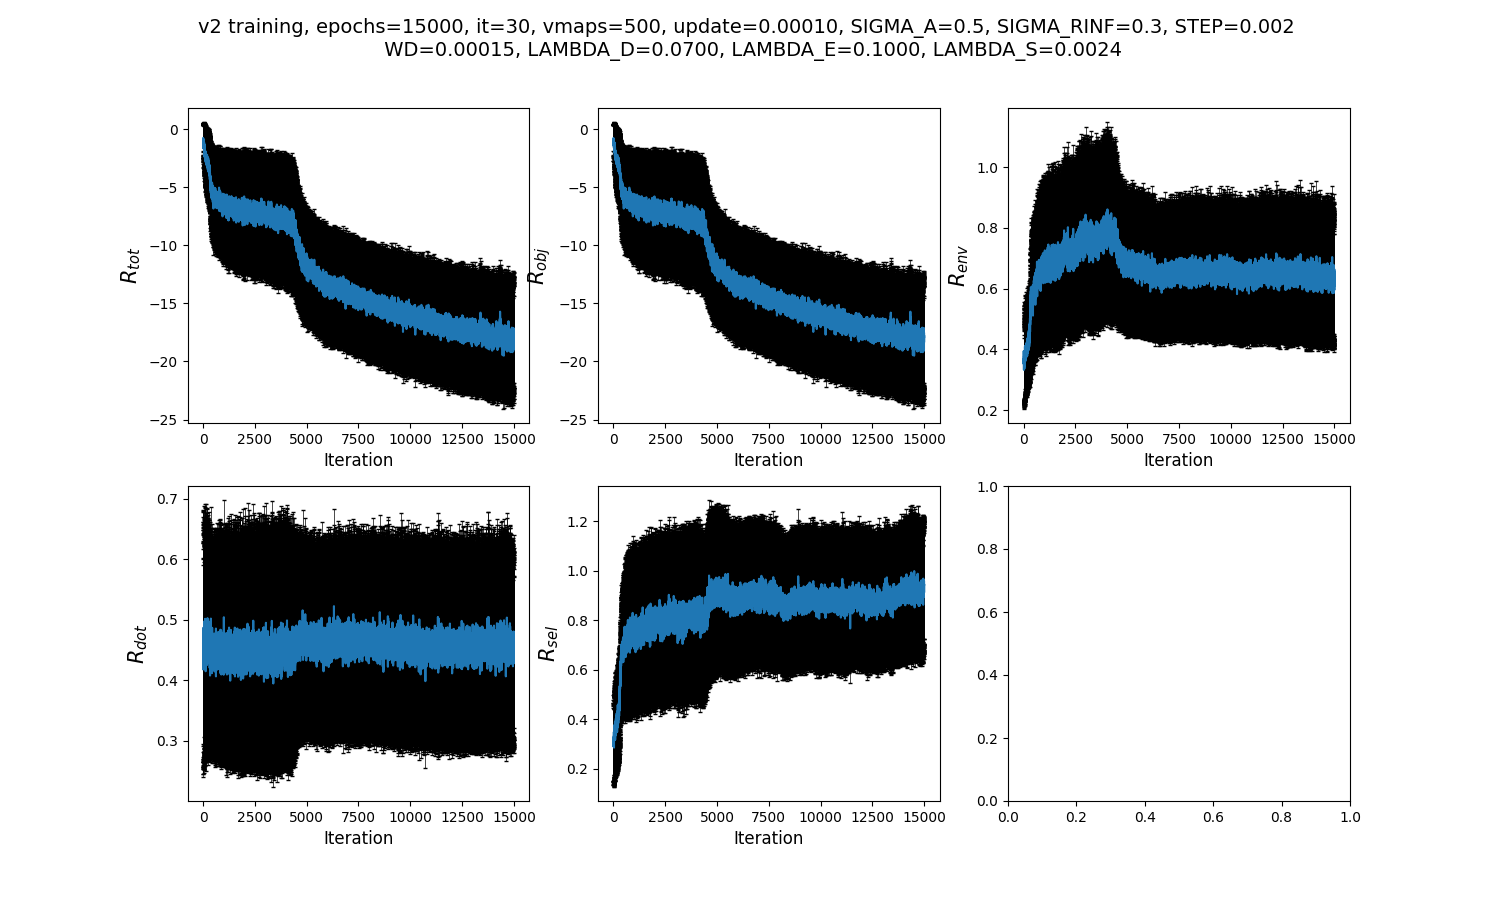 v2 training, epochs=15000, it=30, vmaps=500, update=0.00010, SIGMA_A=0.5, SIGMA_RINF=0.3, STEP=0.002
WD=0.00015, LAMBDA_D=0.0700, LAMBDA_E=0.1000, LAMBDA_S=0.0024
0
−5
−10
−15
−20
−25
R_tot
0 2500 5000 7500 10000 12500 15000
Iteration
0
−5
−10
−15
−20
−25
R_obj
0 2500 5000 7500 10000 12500 15000
Iteration
1.0
0.8
0.6
0.4
0.2
R_env
0 2500 5000 7500 10000 12500 15000
Iteration
0.7
0.6
0.5
0.4
0.3
R_dot
0 2500 5000 7500 10000 12500 15000
Iteration
1.2
1.0
0.8
0.6
0.4
0.2
R_sel
0 2500 5000 7500 10000 12500 15000
Iteration
1.0
0.8
0.6
0.4
0.2
0.0
0.0 0.2 0.4 0.6 0.8 1.0